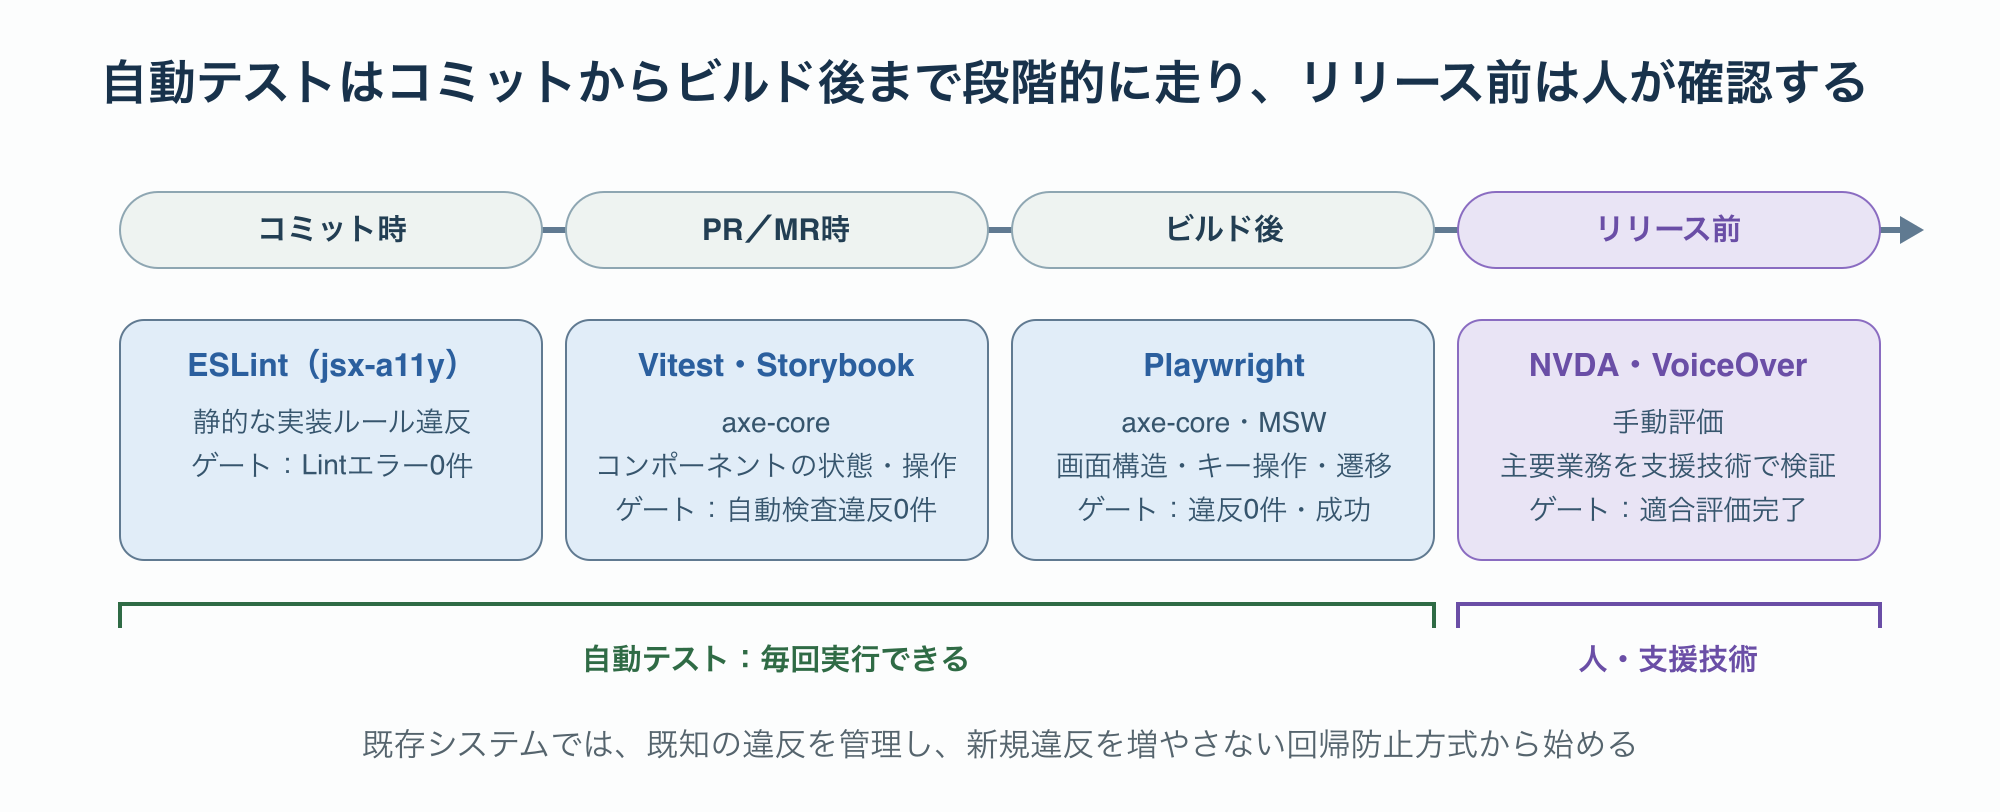 自動テストはコミットからビルド後まで段階的に走り、リリース前は人が確認する
コミット時
PR／MR時
ビルド後
リリース前
ESLint（jsx-a11y）
静的な実装ルール違反
ゲート：Lintエラー0件
Vitest・Storybook
axe-core
コンポーネントの状態・操作
ゲート：自動検査違反0件
Playwright
axe-core・MSW
画面構造・キー操作・遷移
ゲート：違反0件・成功
NVDA・VoiceOver
手動評価
主要業務を支援技術で検証
ゲート：適合評価完了
自動テスト：毎回実行できる
人・支援技術
既存システムでは、既知の違反を管理し、新規違反を増やさない回帰防止方式から始める